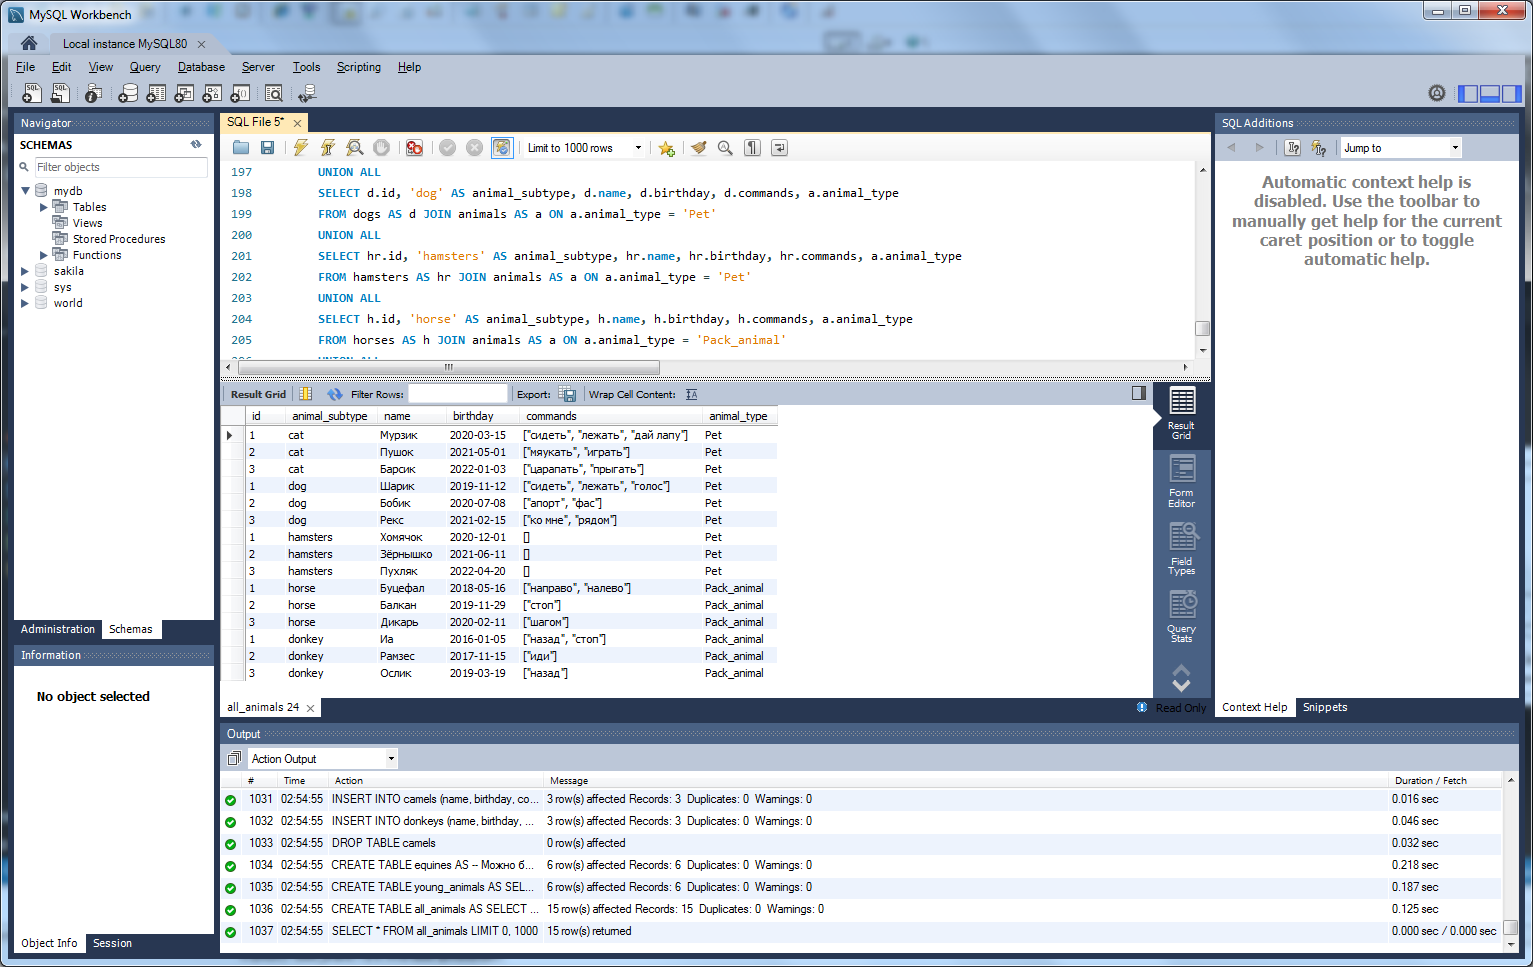 MySQL Workbench
Local instance MySQL80
File Edit View Query Database Server Tools Scripting Help
Navigator
SCHEMAS
Filter objects
mydb
Tables
Views
Stored Procedures
Functions
sakila
sys
world
Administration Schemas
Information
No object selected
Object Info Session
SQL File 5*
Limit to 1000 rows
197 UNION ALL
198 SELECT d.id, 'dog' AS animal_subtype, d.name, d.birthday, d.commands, a.animal_type
199 FROM dogs AS d JOIN animals AS a ON a.animal_type = 'Pet'
200 UNION ALL
201 SELECT hr.id, 'hamsters' AS animal_subtype, hr.name, hr.birthday, hr.commands, a.animal_type
202 FROM hamsters AS hr JOIN animals AS a ON a.animal_type = 'Pet'
203 UNION ALL
204 SELECT h.id, 'horse' AS animal_subtype, h.name, h.birthday, h.commands, a.animal_type
205 FROM horses AS h JOIN animals AS a ON a.animal_type = 'Pack_animal'
Result Grid Filter Rows: Export: Wrap Cell Content:
id animal_subtype name birthday commands animal_type
1 cat Мурзик 2020-03-15 ["сидеть", "лежать", "дай лапу"] Pet
2 cat Пушок 2021-05-01 ["мяукать", "играть"] Pet
3 cat Барсик 2022-01-03 ["царапать", "прыгать"] Pet
1 dog Шарик 2019-11-12 ["сидеть", "лежать", "голос"] Pet
2 dog Бобик 2020-07-08 ["апорт", "фас"] Pet
3 dog Рекс 2021-02-15 ["ко мне", "рядом"] Pet
1 hamsters Хомячок 2020-12-01 [] Pet
2 hamsters Зёрнышко 2021-06-11 [] Pet
3 hamsters Пухляк 2022-04-20 [] Pet
1 horse Буцефал 2018-05-16 ["направо", "налево"] Pack_animal
2 horse Балкан 2019-11-29 ["стоп"] Pack_animal
3 horse Дикарь 2020-02-11 ["шагом"] Pack_animal
1 donkey Иа 2016-01-05 ["назад", "стоп"] Pack_animal
2 donkey Рамзес 2017-11-15 ["иди"] Pack_animal
3 donkey Ослик 2019-03-19 ["назад"] Pack_animal
Result
Grid
Form
Editor
Field
Types
Query
Stats
all_animals 24
Read Only
SQL Additions
Jump to
Automatic context help is
disabled. Use the toolbar to
manually get help for the current
caret position or to toggle
automatic help.
Context Help Snippets
Output
Action Output
# Time Action Message Duration / Fetch
1031 02:54:55 INSERT INTO camels (name, birthday, co... 3 row(s) affected Records: 3 Duplicates: 0 Warnings: 0 0.016 sec
1032 02:54:55 INSERT INTO donkeys (name, birthday, ... 3 row(s) affected Records: 3 Duplicates: 0 Warnings: 0 0.046 sec
1033 02:54:55 DROP TABLE camels 0 row(s) affected 0.032 sec
1034 02:54:55 CREATE TABLE equines AS -- Можно б... 6 row(s) affected Records: 6 Duplicates: 0 Warnings: 0 0.218 sec
1035 02:54:55 CREATE TABLE young_animals AS SEL... 6 row(s) affected Records: 6 Duplicates: 0 Warnings: 0 0.187 sec
1036 02:54:55 CREATE TABLE all_animals AS SELECT ... 15 row(s) affected Records: 15 Duplicates: 0 Warnings: 0 0.125 sec
1037 02:54:55 SELECT * FROM all_animals LIMIT 0, 1000 15 row(s) returned 0.000 sec / 0.000 sec